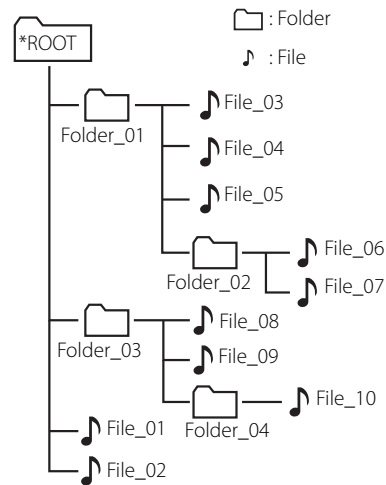 : Folder
*ROOT
: File
File_03
Folder_01
File_04
File_05
File_06
Folder_02
File_07
File_08
Folder_03
File_09
File_10
Folder_04
File_01
File_02